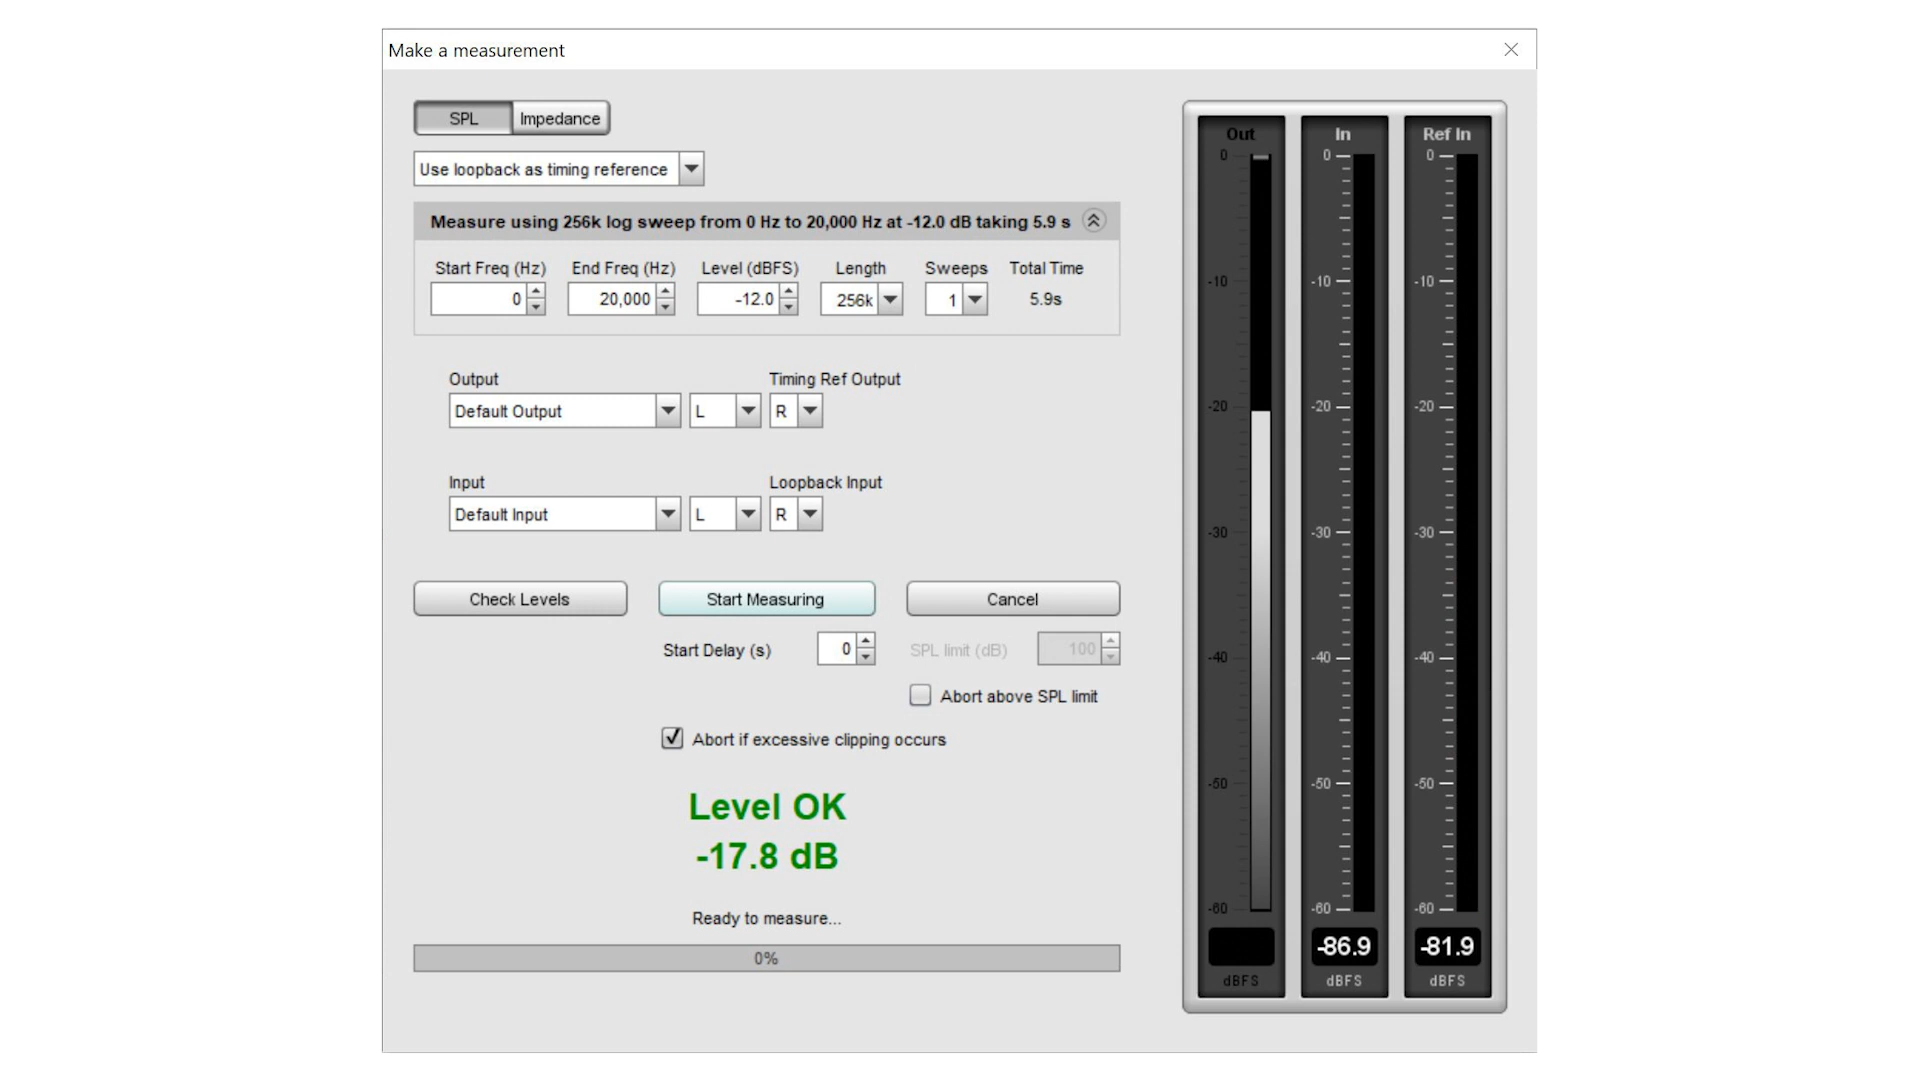 Make a measurement
SPL Impedance
Use loopback as timing reference
Measure using 256k log sweep from 0 Hz to 20,000 Hz at -12.0 dB taking 5.9 s
Start Freq (Hz) End Freq (Hz) Level (dBFS) Length Sweeps Total Time
0 20,000 -12.0 256k 1 5.9s
Output Timing Ref Output
Default Output L R
Input Loopback Input
Default Input L R
Check Levels Start Measuring Cancel
Start Delay (s) 0 SPL limit (dB) 100
Abort above SPL limit
Abort if excessive clipping occurs
Level OK
-17.8 dB
Ready to measure...
0%
Out In Ref In
0 0 0
-10 -10 -10
-20 -20 -20
-30 -30 -30
-40 -40 -40
-50 -50 -50
-60 -60 -60
-86.9 -81.9
dBFS dBFS dBFS